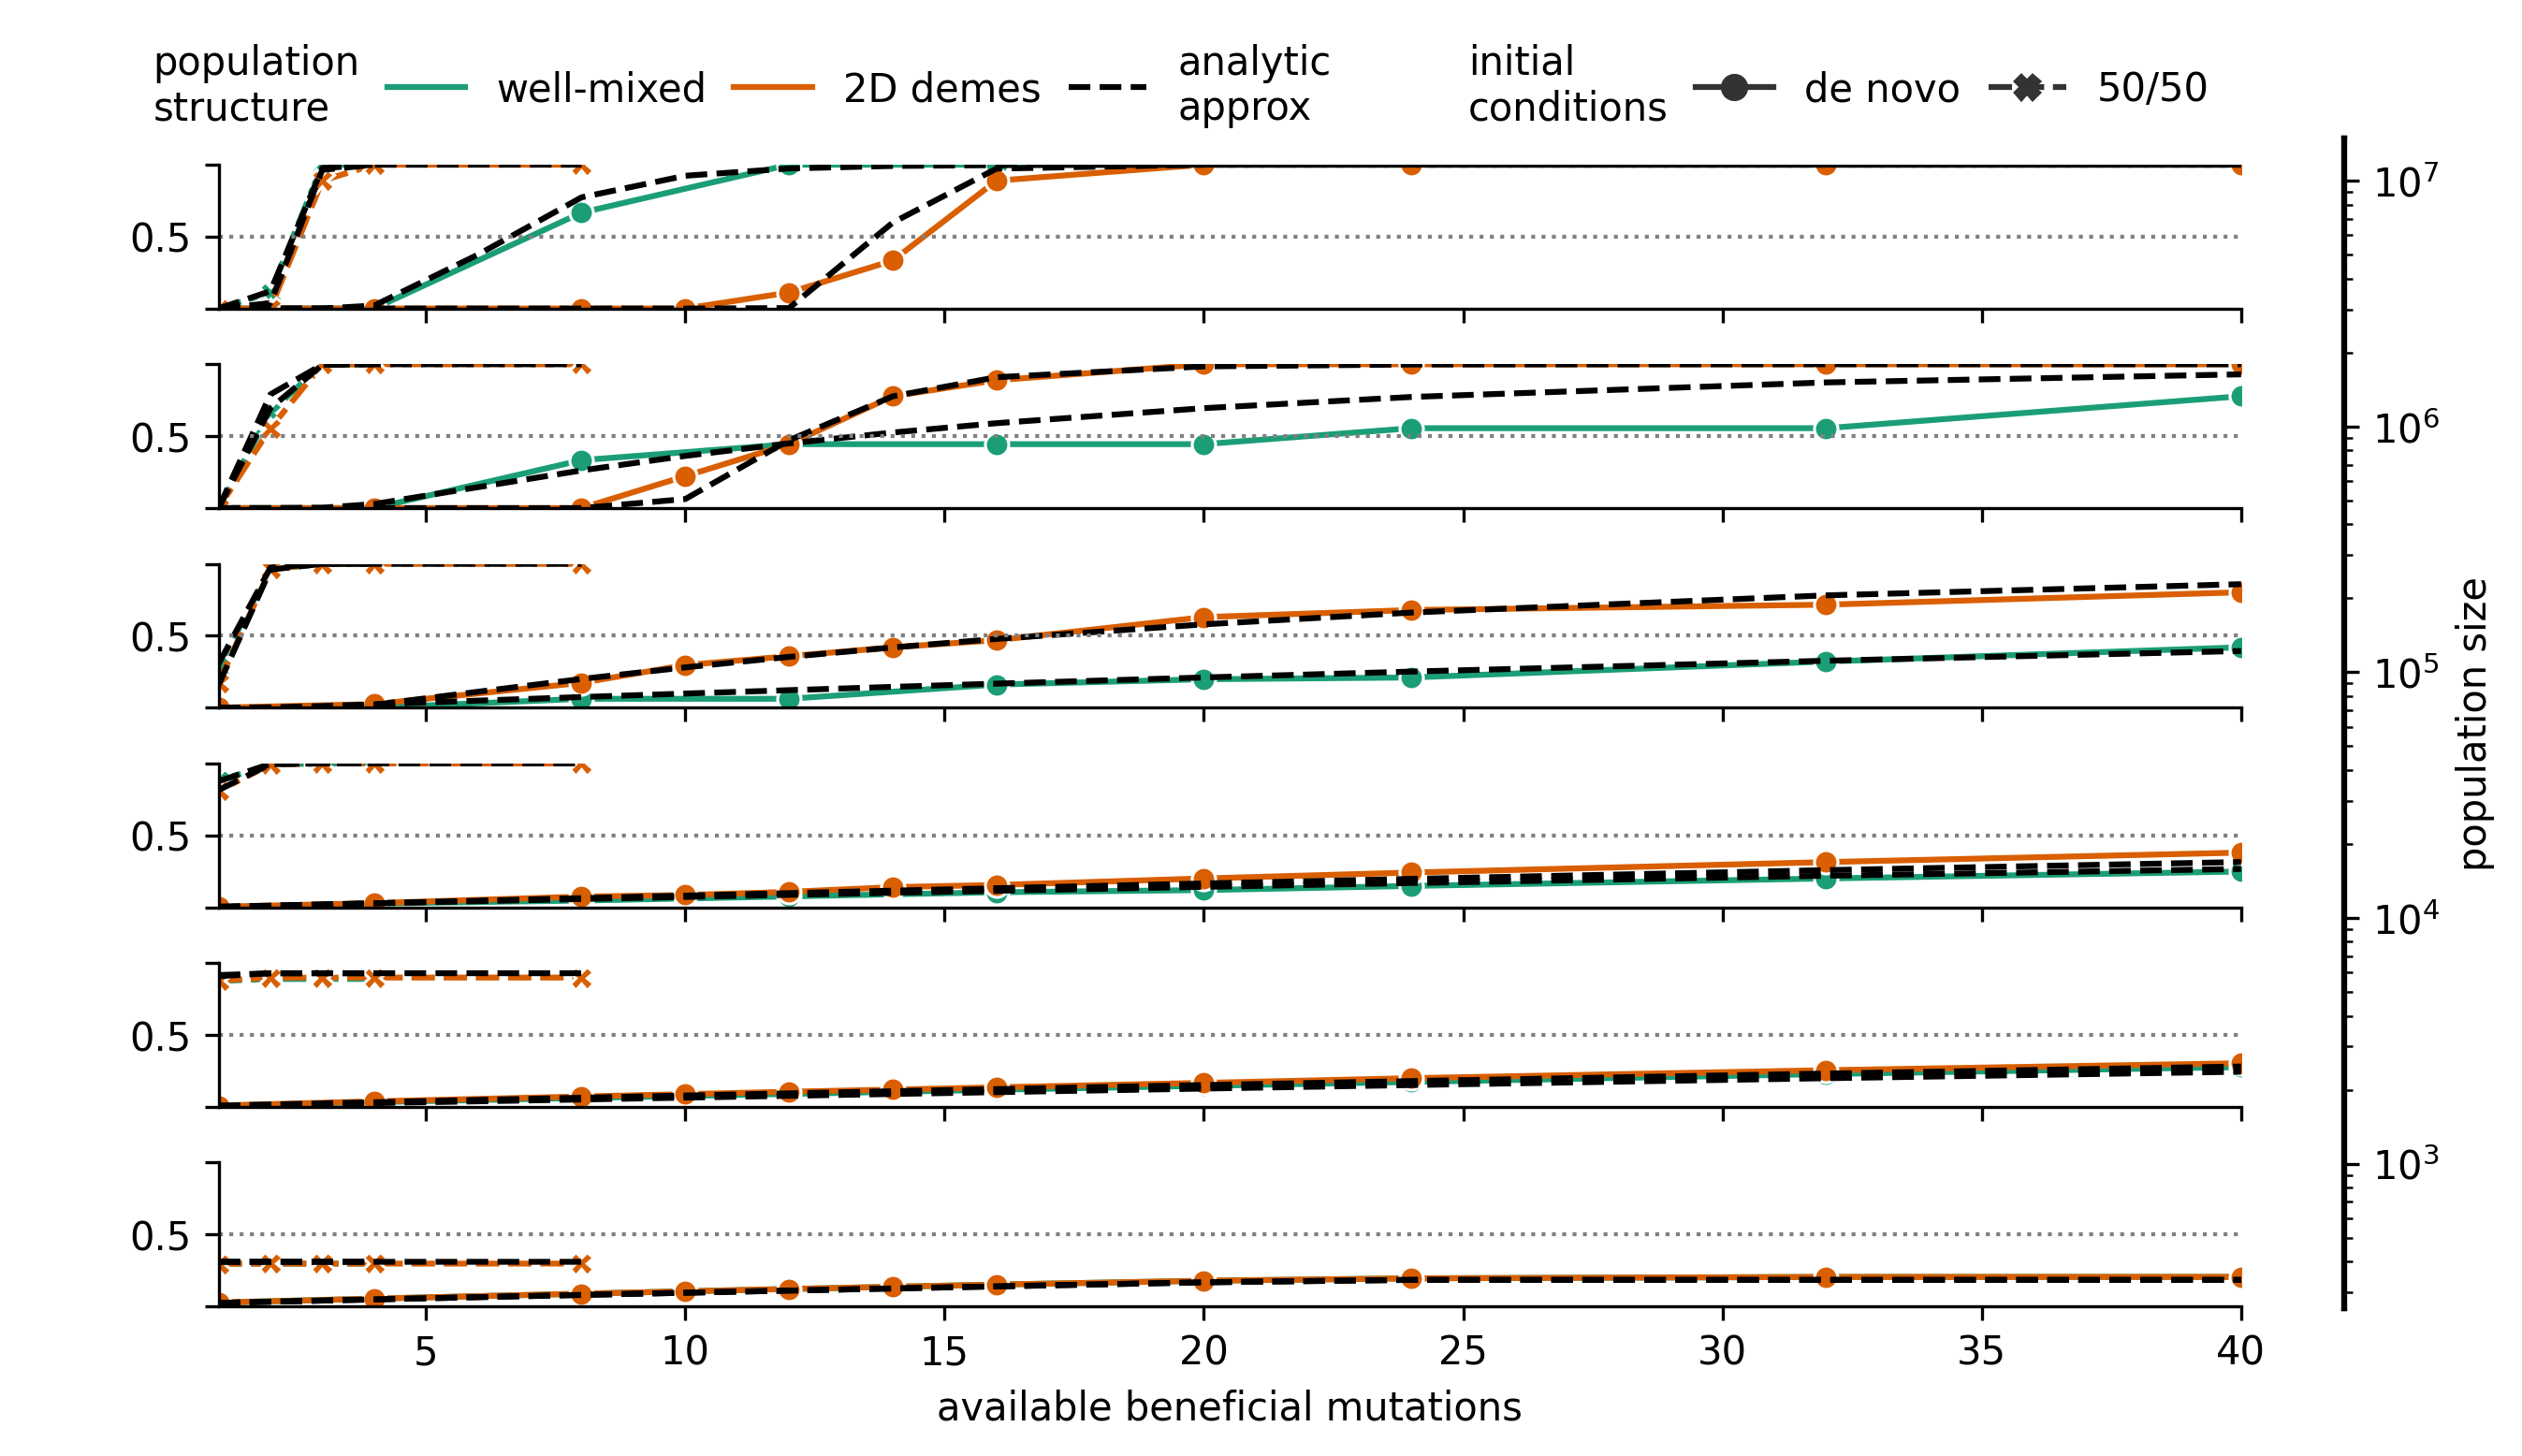 population
structure
well-mixed
2D demes
analytic
approx
initial
conditions
de novo
50/50
0.5
0.5
0.5
0.5
0.5
0.5
10⁷
10⁶
10⁵
10⁴
10³
population size
5 10 15 20 25 30 35 40
available beneficial mutations